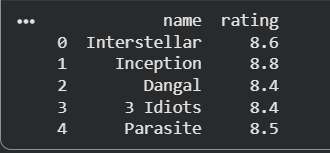 name rating
0 Interstellar 8.6
1 Inception 8.8
2 Dangal 8.4
3 3 Idiots 8.4
4 Parasite 8.5